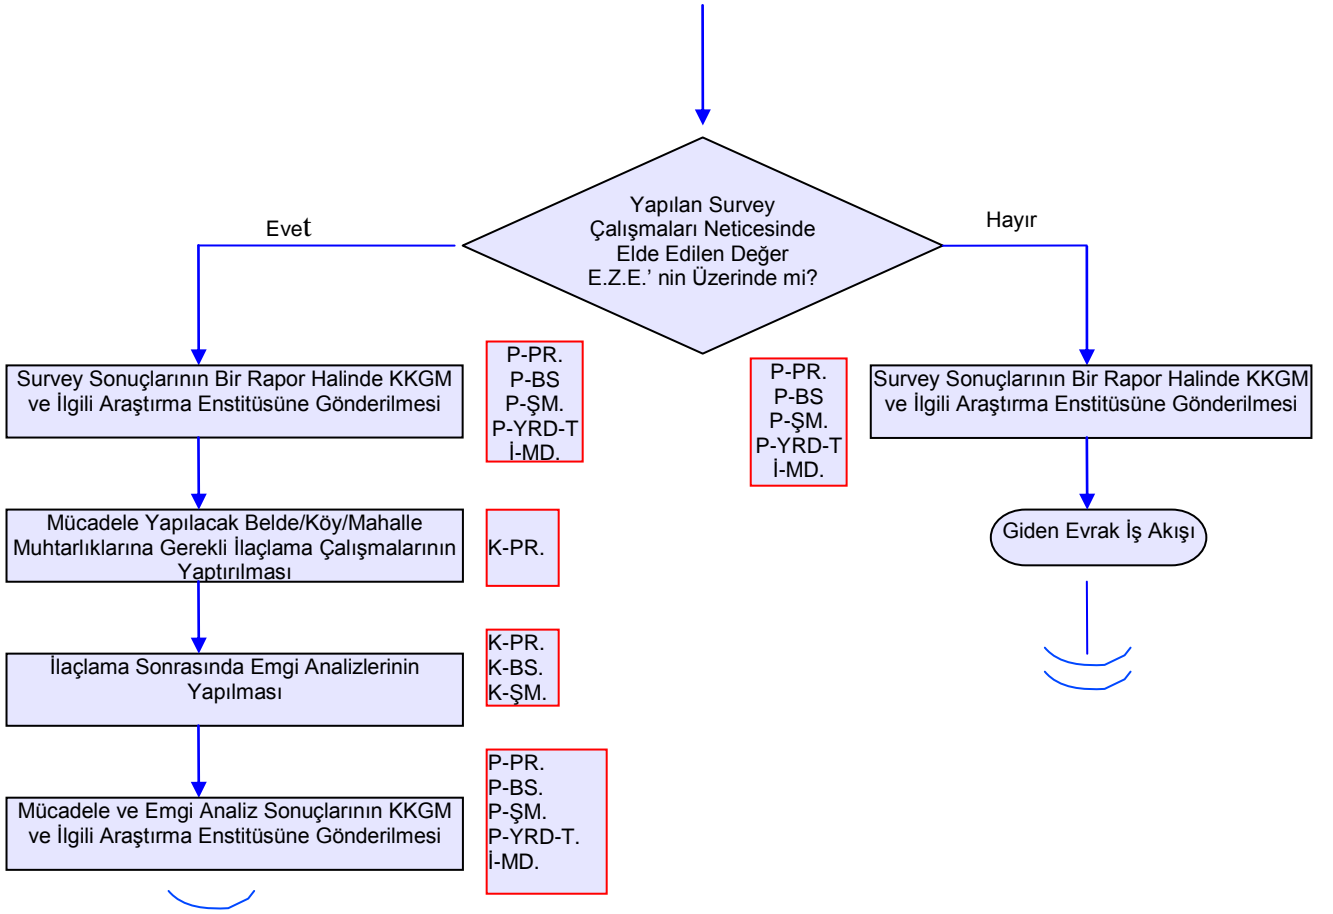 Yapılan Survey
Çalışmaları Neticesinde
Elde Edilen Değer
E.Z.E.’ nin Üzerinde mi?
Evet
Hayır
Survey Sonuçlarının Bir Rapor Halinde KKGM
ve İlgili Araştırma Enstitüsüne Gönderilmesi
P-PR.
P-BS
P-ŞM.
P-YRD-T
İ-MD.
P-PR.
P-BS
P-ŞM.
P-YRD-T
İ-MD.
Survey Sonuçlarının Bir Rapor Halinde KKGM
ve İlgili Araştırma Enstitüsüne Gönderilmesi
Mücadele Yapılacak Belde/Köy/Mahalle
Muhtarlıklarına Gerekli İlaçlama Çalışmalarının
Yaptırılması
K-PR.
Giden Evrak İş Akışı
İlaçlama Sonrasında Emgi Analizlerinin
Yapılması
K-PR.
K-BS.
K-ŞM.
Mücadele ve Emgi Analiz Sonuçlarının KKGM
ve İlgili Araştırma Enstitüsüne Gönderilmesi
P-PR.
P-BS.
P-ŞM.
P-YRD-T.
İ-MD.